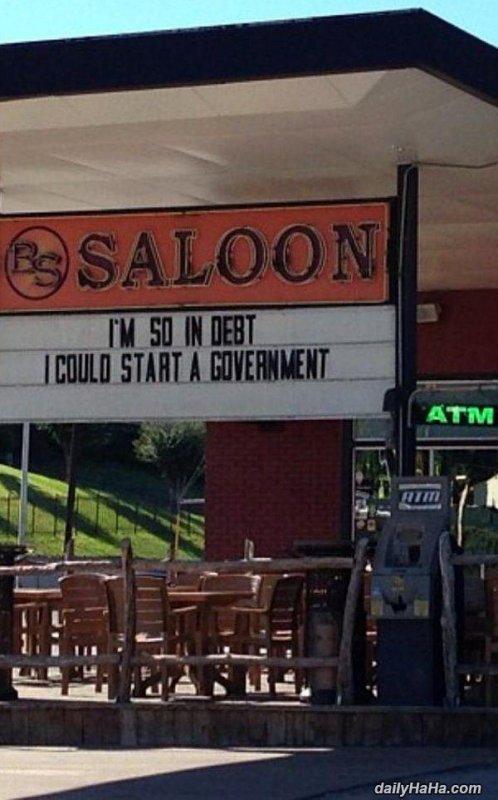 BS SALOON
I'M SO IN DEBT
I COULD START A GOVERNMENT
ATM
ATM
dailyHaHa.com